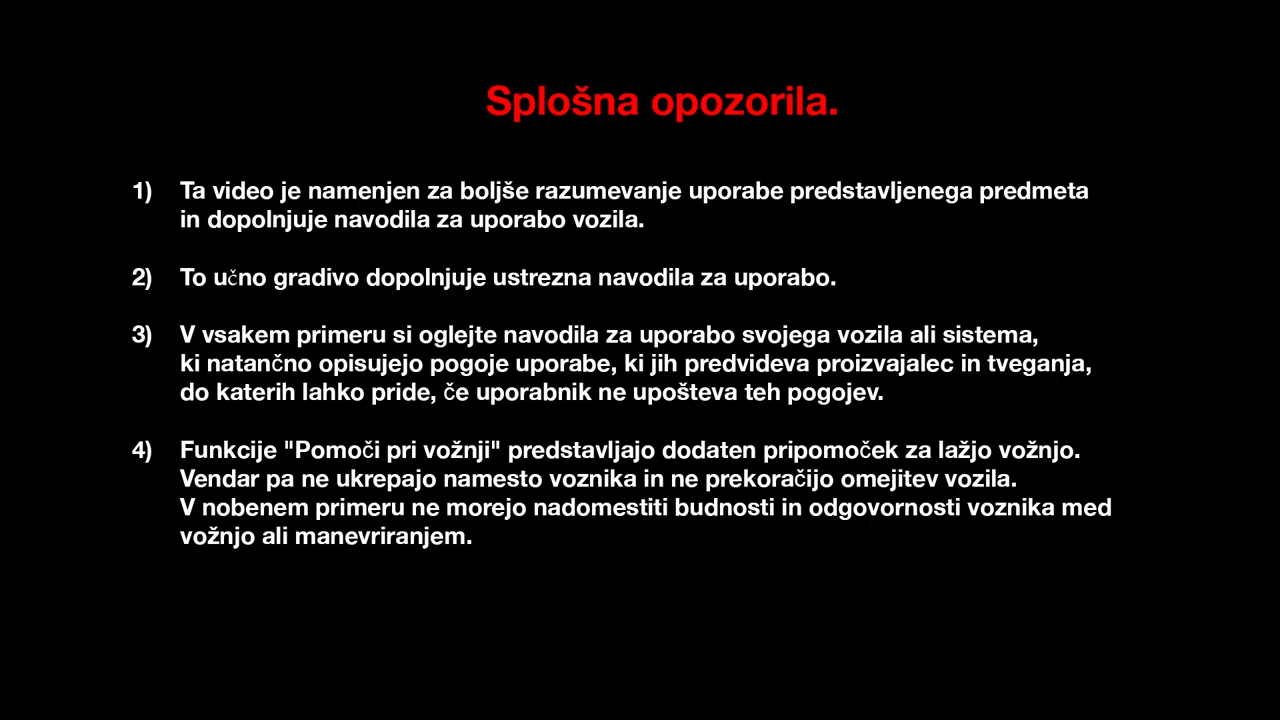 Splošna opozorila.
1) Ta video je namenjen za boljše razumevanje uporabe predstavljenega predmeta
in dopolnjuje navodila za uporabo vozila.
2) To učno gradivo dopolnjuje ustrezna navodila za uporabo.
3) V vsakem primeru si oglejte navodila za uporabo svojega vozila ali sistema,
ki natančno opisujejo pogoje uporabe, ki jih predvideva proizvajalec in tveganja,
do katerih lahko pride, če uporabnik ne upošteva teh pogojev.
4) Funkcije "Pomoči pri vožnji" predstavljajo dodaten pripomoček za lažjo vožnjo.
Vendar pa ne ukrepajo namesto voznika in ne prekoračijo omejitev vozila.
V nobenem primeru ne morejo nadomestiti budnosti in odgovornosti voznika med
vožnjo ali manevriranjem.